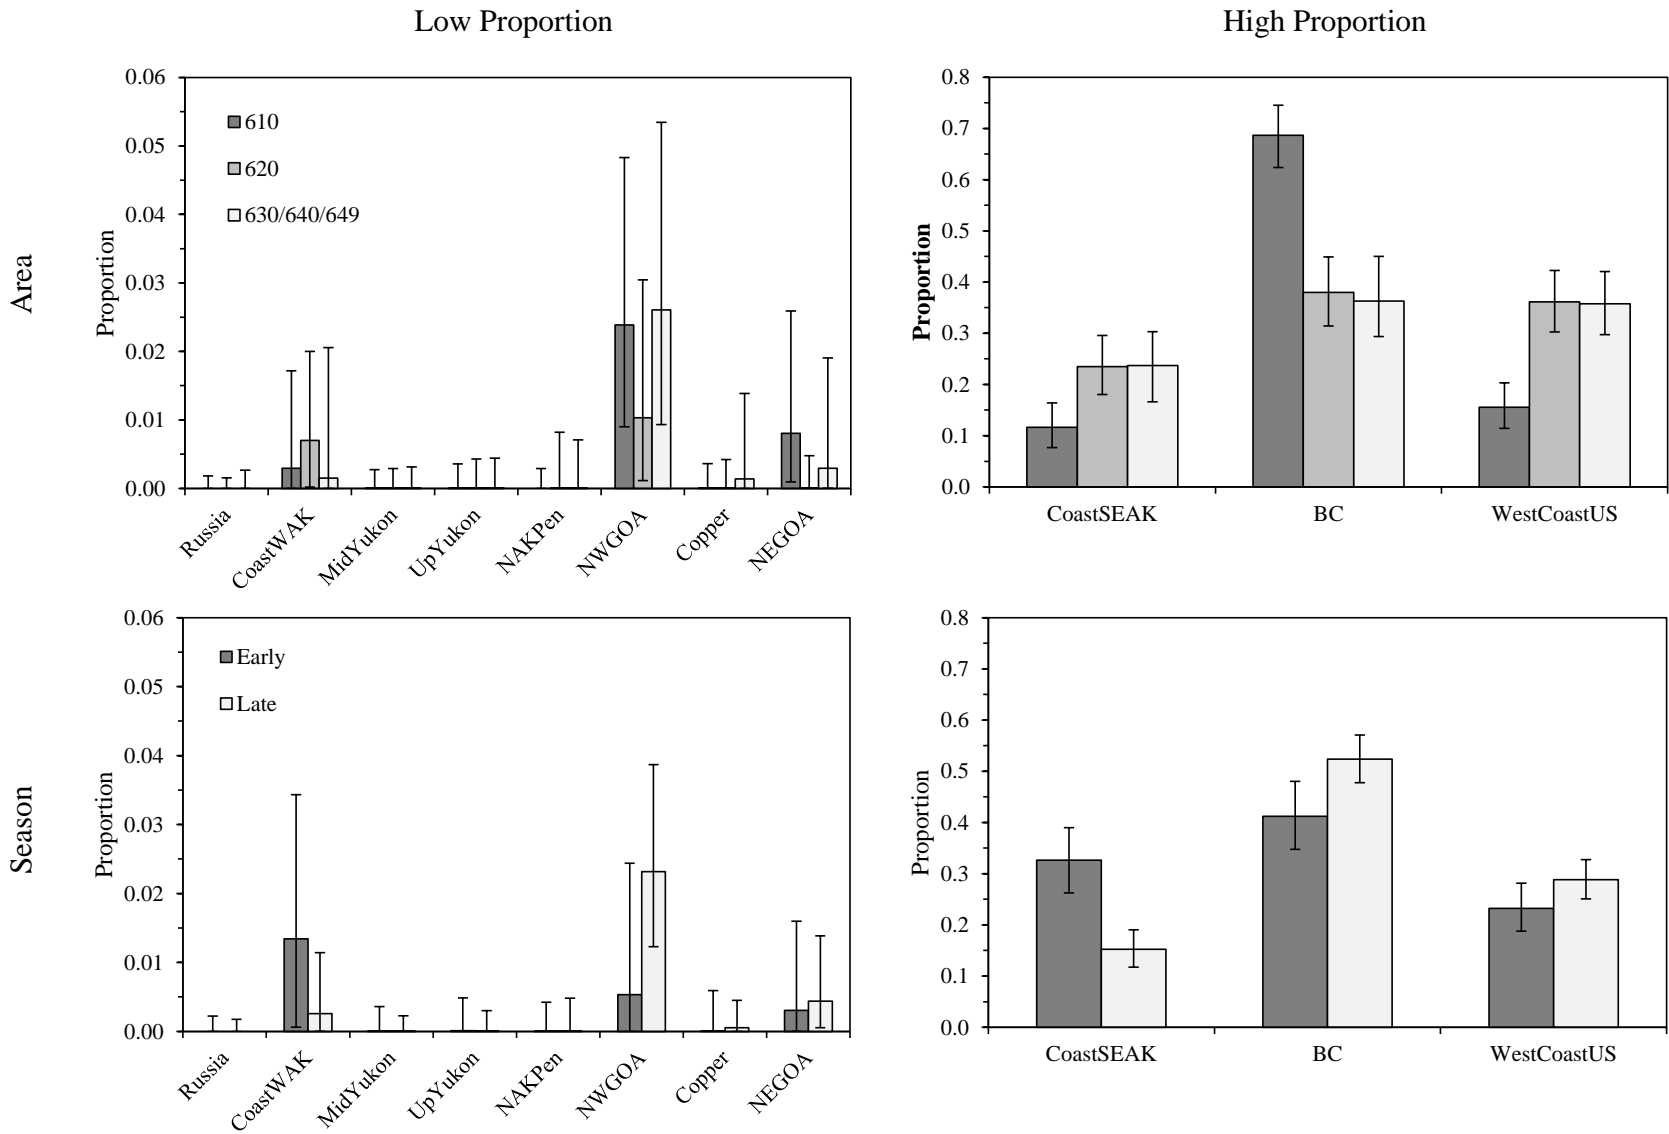 Low Proportion
High Proportion
Area
Proportion
0.06
0.05
0.04
0.03
0.02
0.01
0.00
610
620
630/640/649
Russia
CoastWAK
MidYukon
UpYukon
NAKPen
NWGOA
Copper
NEGOA
Proportion
0.8
0.7
0.6
0.5
0.4
0.3
0.2
0.1
0.0
CoastSEAK
BC
WestCoastUS
Season
Proportion
0.06
0.05
0.04
0.03
0.02
0.01
0.00
Early
Late
Russia
CoastWAK
MidYukon
UpYukon
NAKPen
NWGOA
Copper
NEGOA
Proportion
0.8
0.7
0.6
0.5
0.4
0.3
0.2
0.1
0.0
CoastSEAK
BC
WestCoastUS